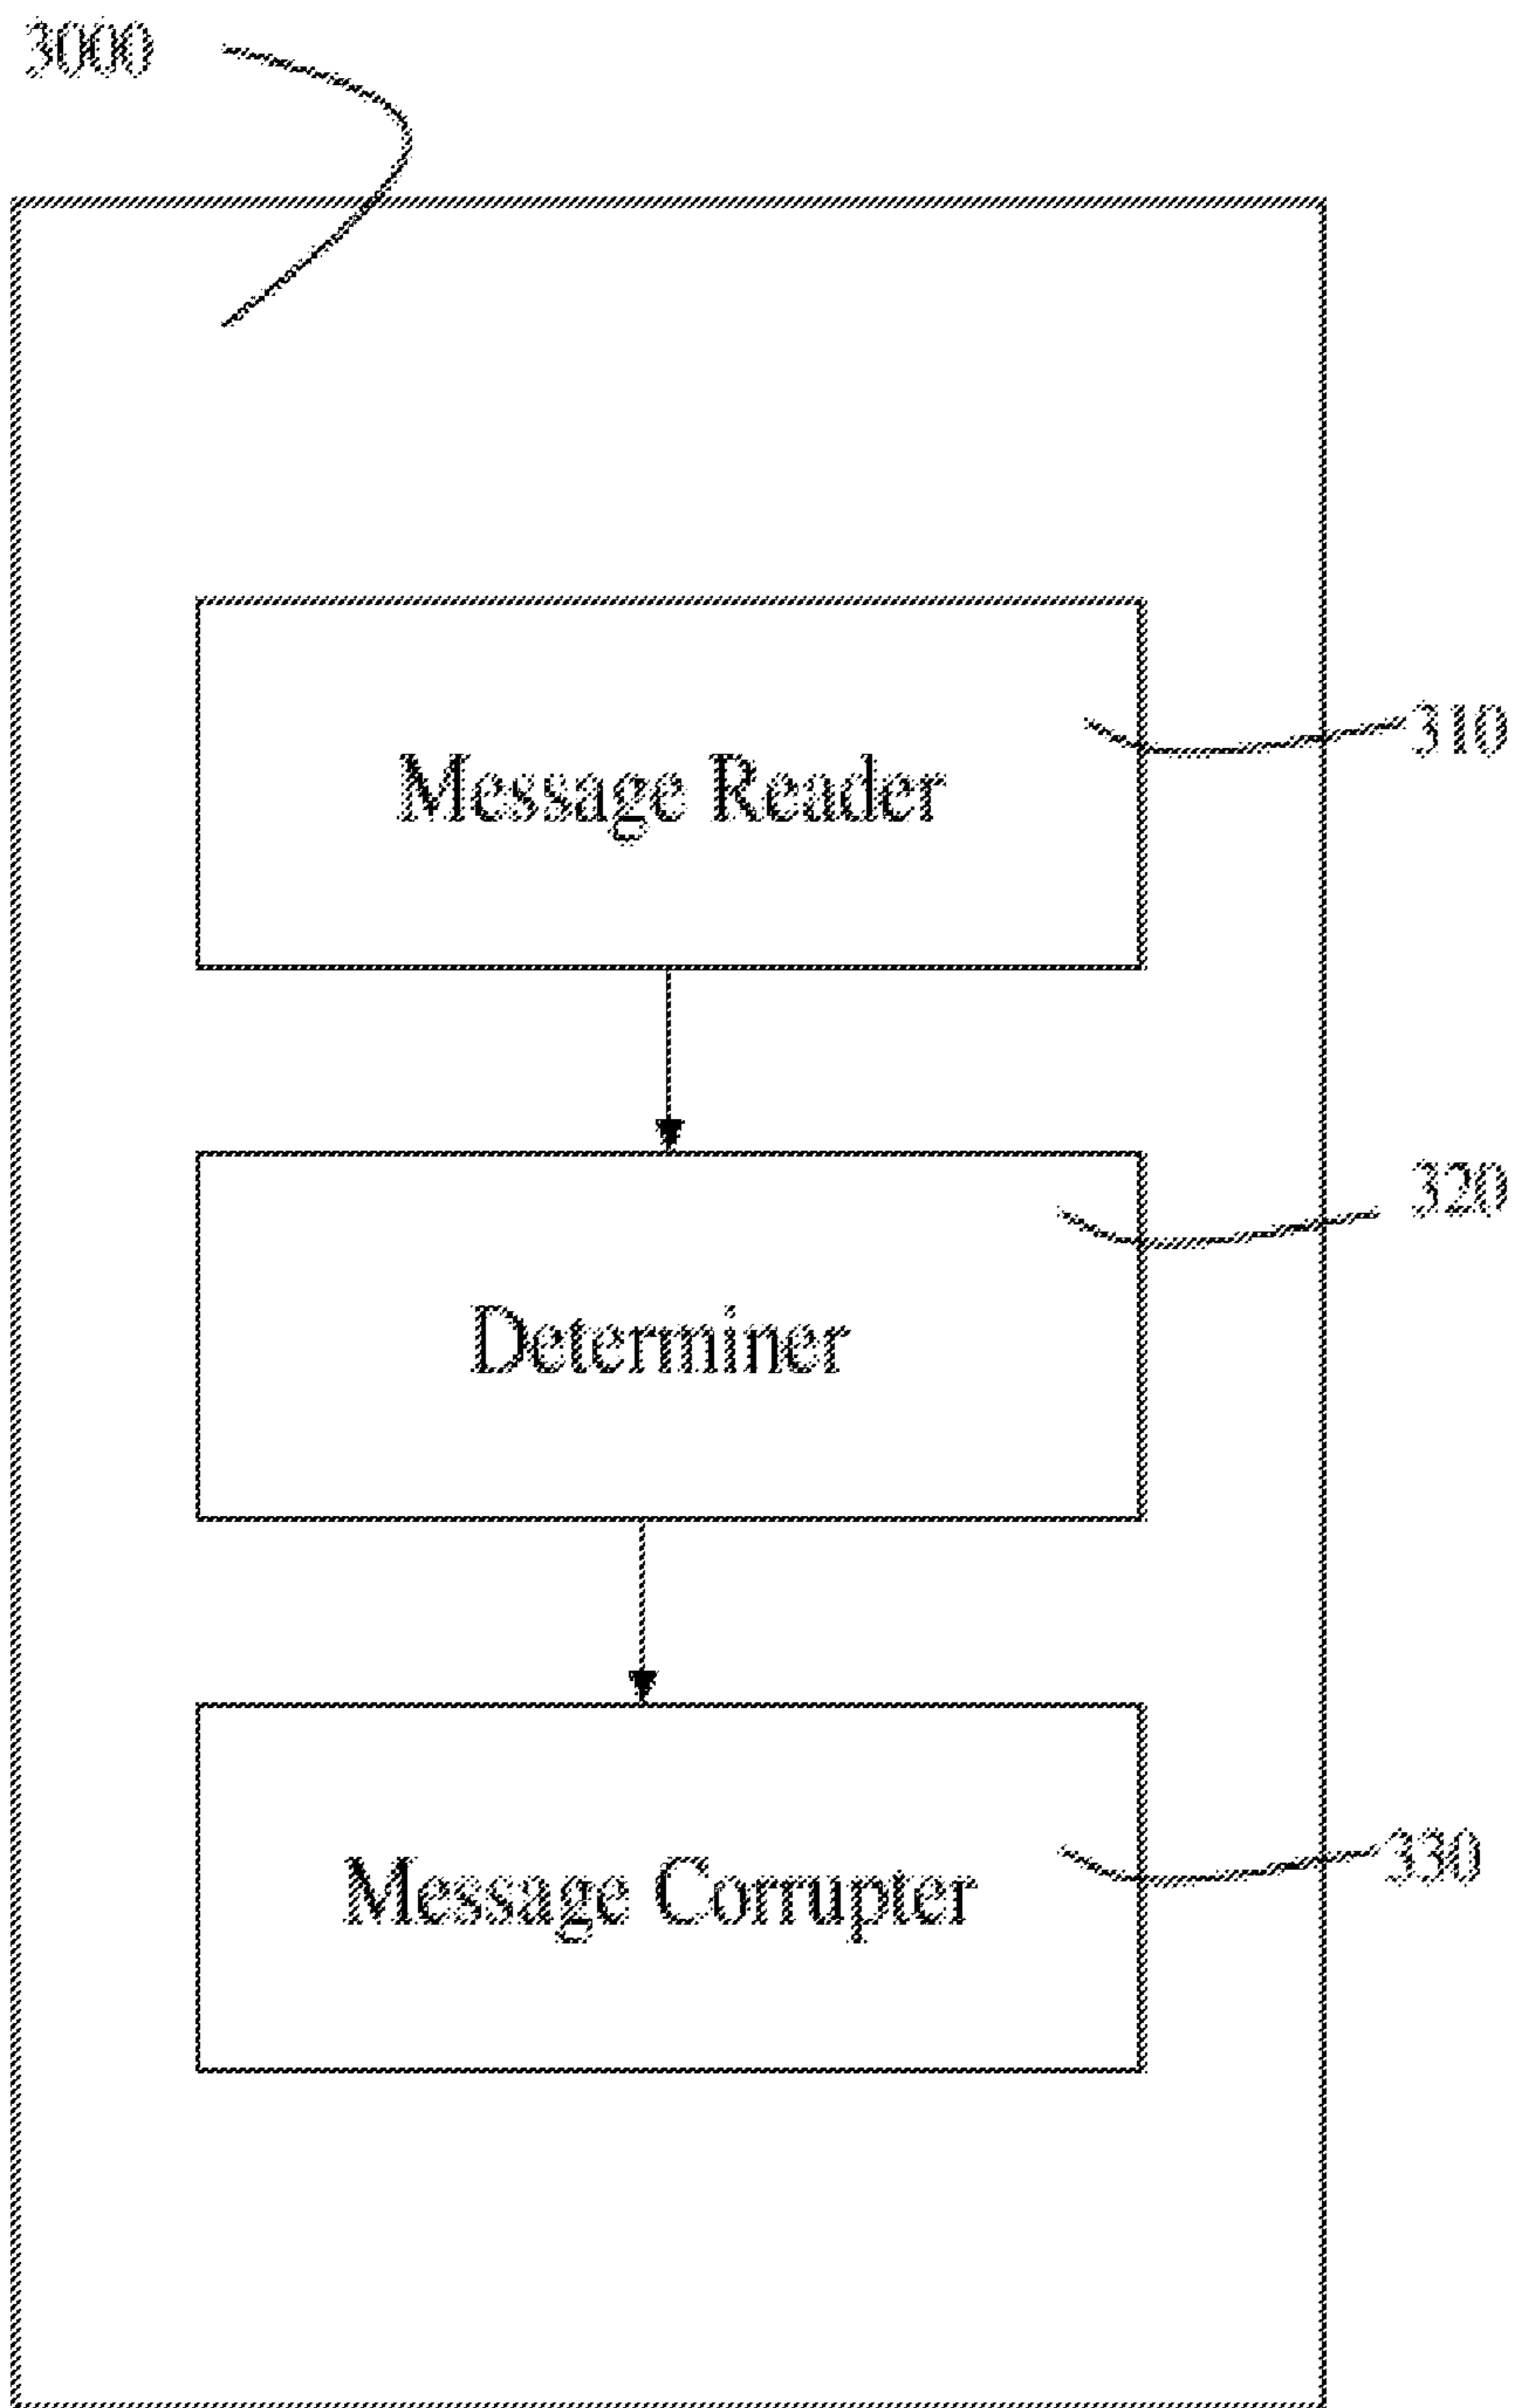 3000
Message Reader
310
320
Determiner
Message Corrupter
330